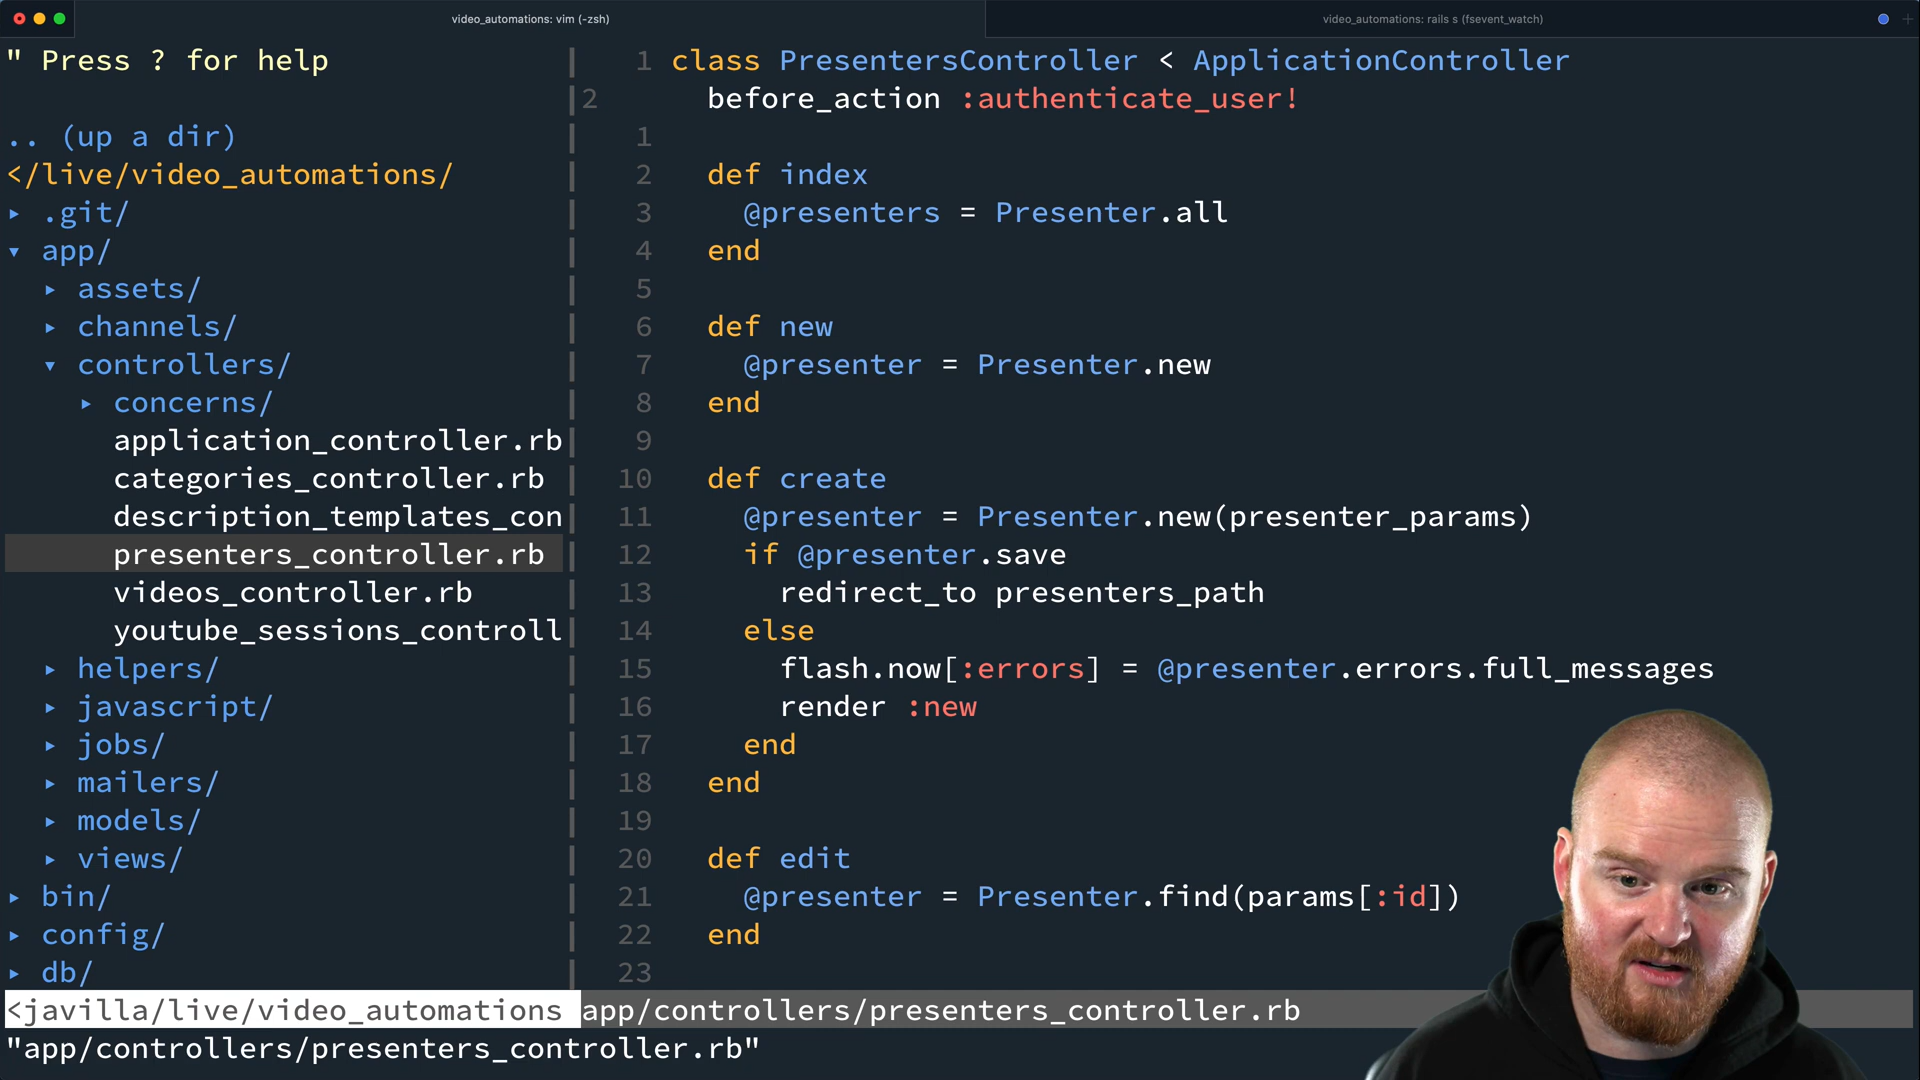 video_automations: vim (-zsh)
video_automations: rails s (fsevent_watch)
" Press ? for help
.. (up a dir)
</live/video_automations/
▸ .git/
▾ app/
▸ assets/
▸ channels/
▾ controllers/
▸ concerns/
application_controller.rb
categories_controller.rb
description_templates_con
presenters_controller.rb
videos_controller.rb
youtube_sessions_controll
▸ helpers/
▸ javascript/
▸ jobs/
▸ mailers/
▸ models/
▸ views/
▸ bin/
▸ config/
▸ db/
1 class PresentersController < ApplicationController
2 before_action :authenticate_user!
1
2 def index
3 @presenters = Presenter.all
4 end
5
6 def new
7 @presenter = Presenter.new
8 end
9
10 def create
11 @presenter = Presenter.new(presenter_params)
12 if @presenter.save
13 redirect_to presenters_path
14 else
15 flash.now[:errors] = @presenter.errors.full_messages
16 render :new
17 end
18 end
19
20 def edit
21 @presenter = Presenter.find(params[:id])
22 end
23
<javilla/live/video_automations app/controllers/presenters_controller.rb
"app/controllers/presenters_controller.rb"